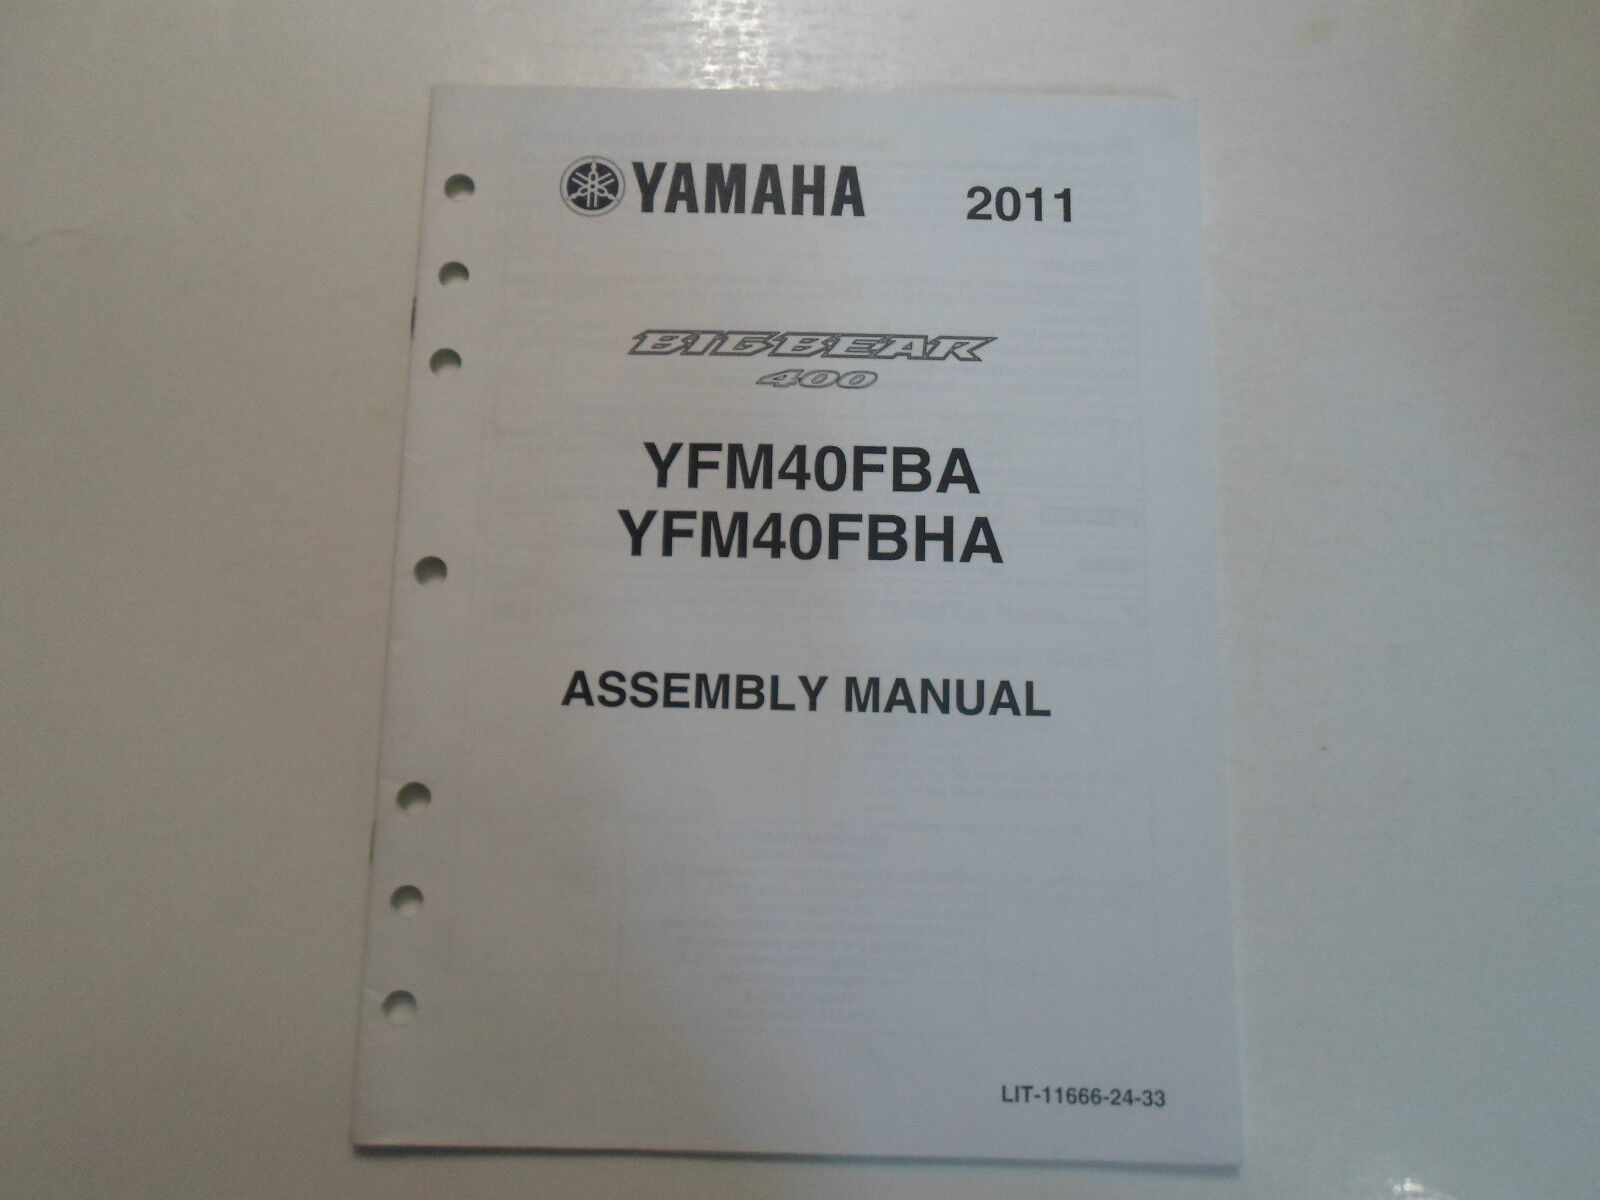 YAMAHA 2011
BIG BEAR
400
YFM40FBA
YFM40FBHA
ASSEMBLY MANUAL
LIT-11666-24-33